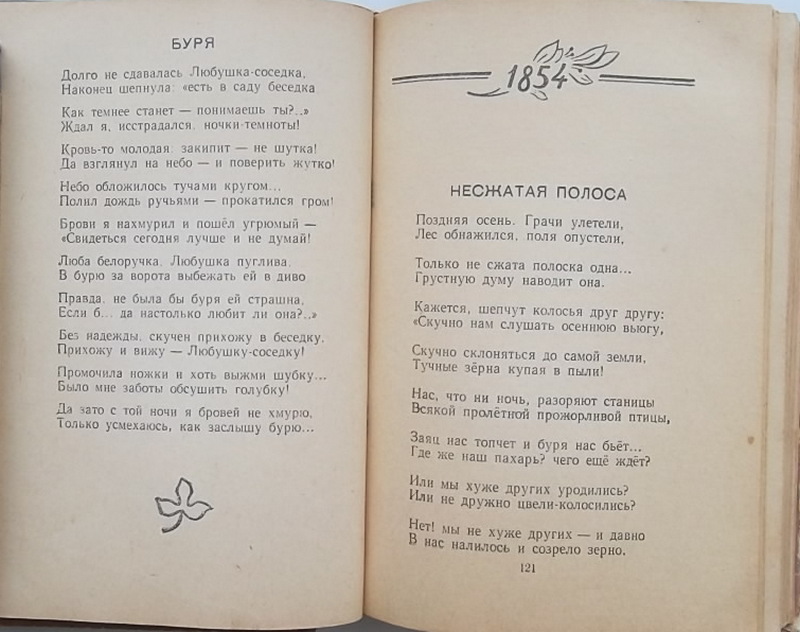 БУРЯ
Долго не сдавалась Любушка-соседка,
Наконец шепнула: «есть в саду беседка
Как темнее станет — понимаешь ты?..»
Ждал я, исстрадался, ночки-темноты!
Кровь-то молодая: закипит — не шутка!
Да взглянул на небо — и поверить жутко!
Небо обложилось тучами кругом...
Полил дождь ручьями — прокатился гром!
Брови я нахмурил и пошёл угрюмый —
«Свидеться сегодня лучше и не думай!
Люба белоручка, Любушка пуглива,
В бурю за ворота выбежать ей в диво
Правда, не была бы буря ей страшна,
Если б... да настолько любит ли она?..»
Без надежды, скучен прихожу в беседку,
Прихожу и вижу — Любушку-соседку!
Промочила ножки и хоть выжми шубку...
Было мне заботы обсушить голубку!
Да зато с той ночи я бровей не хмурю,
Только усмехаюсь, как заслышу бурю...
1854
НЕСЖАТАЯ ПОЛОСА
Поздняя осень. Грачи улетели,
Лес обнажился, поля опустели,
Только не сжата полоска одна...
Грустную думу наводит она.
Кажется, шепчут колосья друг другу:
«Скучно нам слушать осеннюю вьюгу,
Скучно склоняться до самой земли,
Тучные зёрна купая в пыли!
Нас, что ни ночь, разоряют станицы
Всякой пролётной прожорливой птицы,
Заяц нас топчет и буря нас бьёт...
Где же наш пахарь? чего ещё ждёт?
Или мы хуже других уродились?
Или не дружно цвели-колосились?
Нет! мы не хуже других — и давно
В нас налилось и созрело зерно.
121